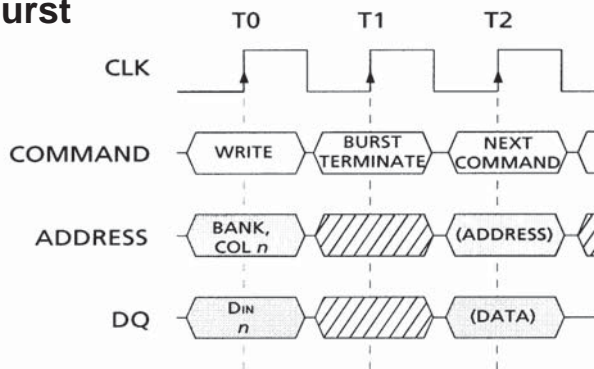 urst
T0 T1 T2
CLK
COMMAND WRITE BURST TERMINATE NEXT COMMAND
ADDRESS BANK, COL n (ADDRESS)
DQ DIN n (DATA)